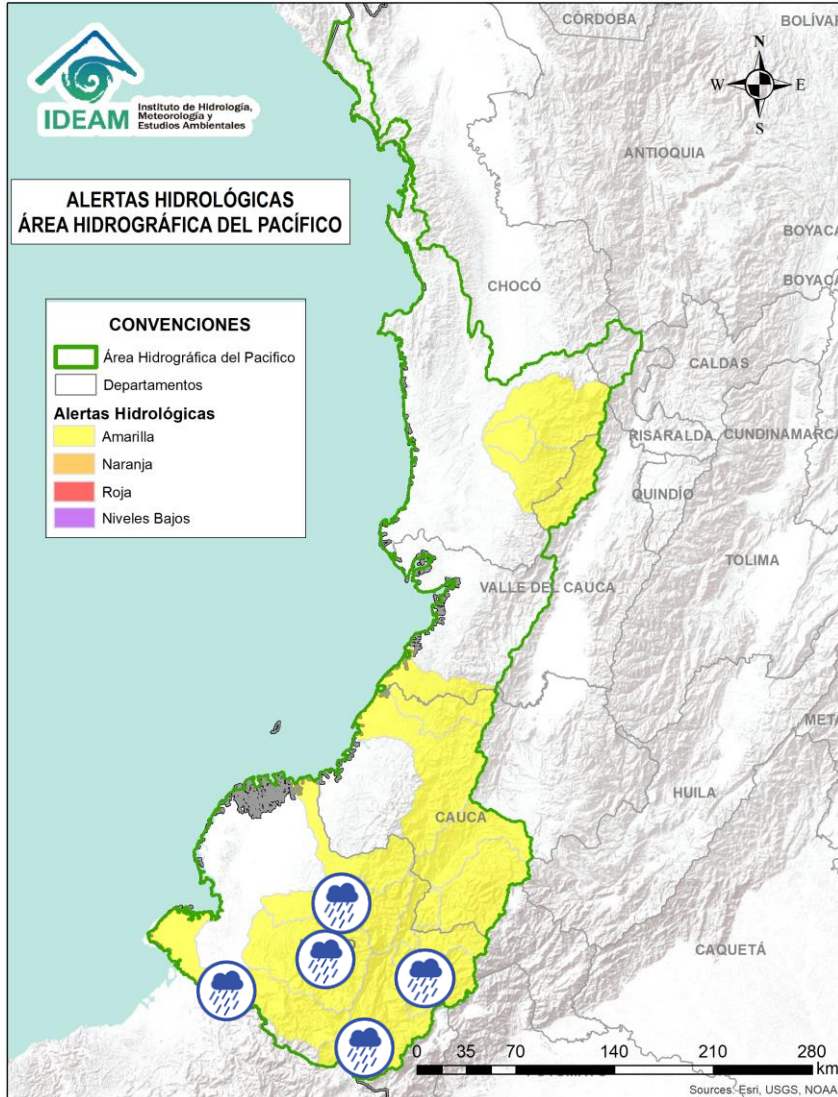 CÓRDOBA
BOLÍVAR
N
W
E
S
IDEAM
Instituto de Hidrología,
Meteorología y
Estudios Ambientales
ANTIOQUIA
ALERTAS HIDROLÓGICAS
ÁREA HIDROGRÁFICA DEL PACÍFICO
BOYACÁ
BOYACÁ
CHOCÓ
CONVENCIONES
Área Hidrográfica del Pacifico
Departamentos
Alertas Hidrológicas
Amarilla
Naranja
Roja
Niveles Bajos
CALDAS
RISARALDA
CUNDINAMARCA
QUINDÍO
TOLIMA
VALLE DEL CAUCA
META
HUILA
CAUCA
CAQUETÁ
0 35 70 140 210 280
km
Sources: Esri, USGS, NOAA